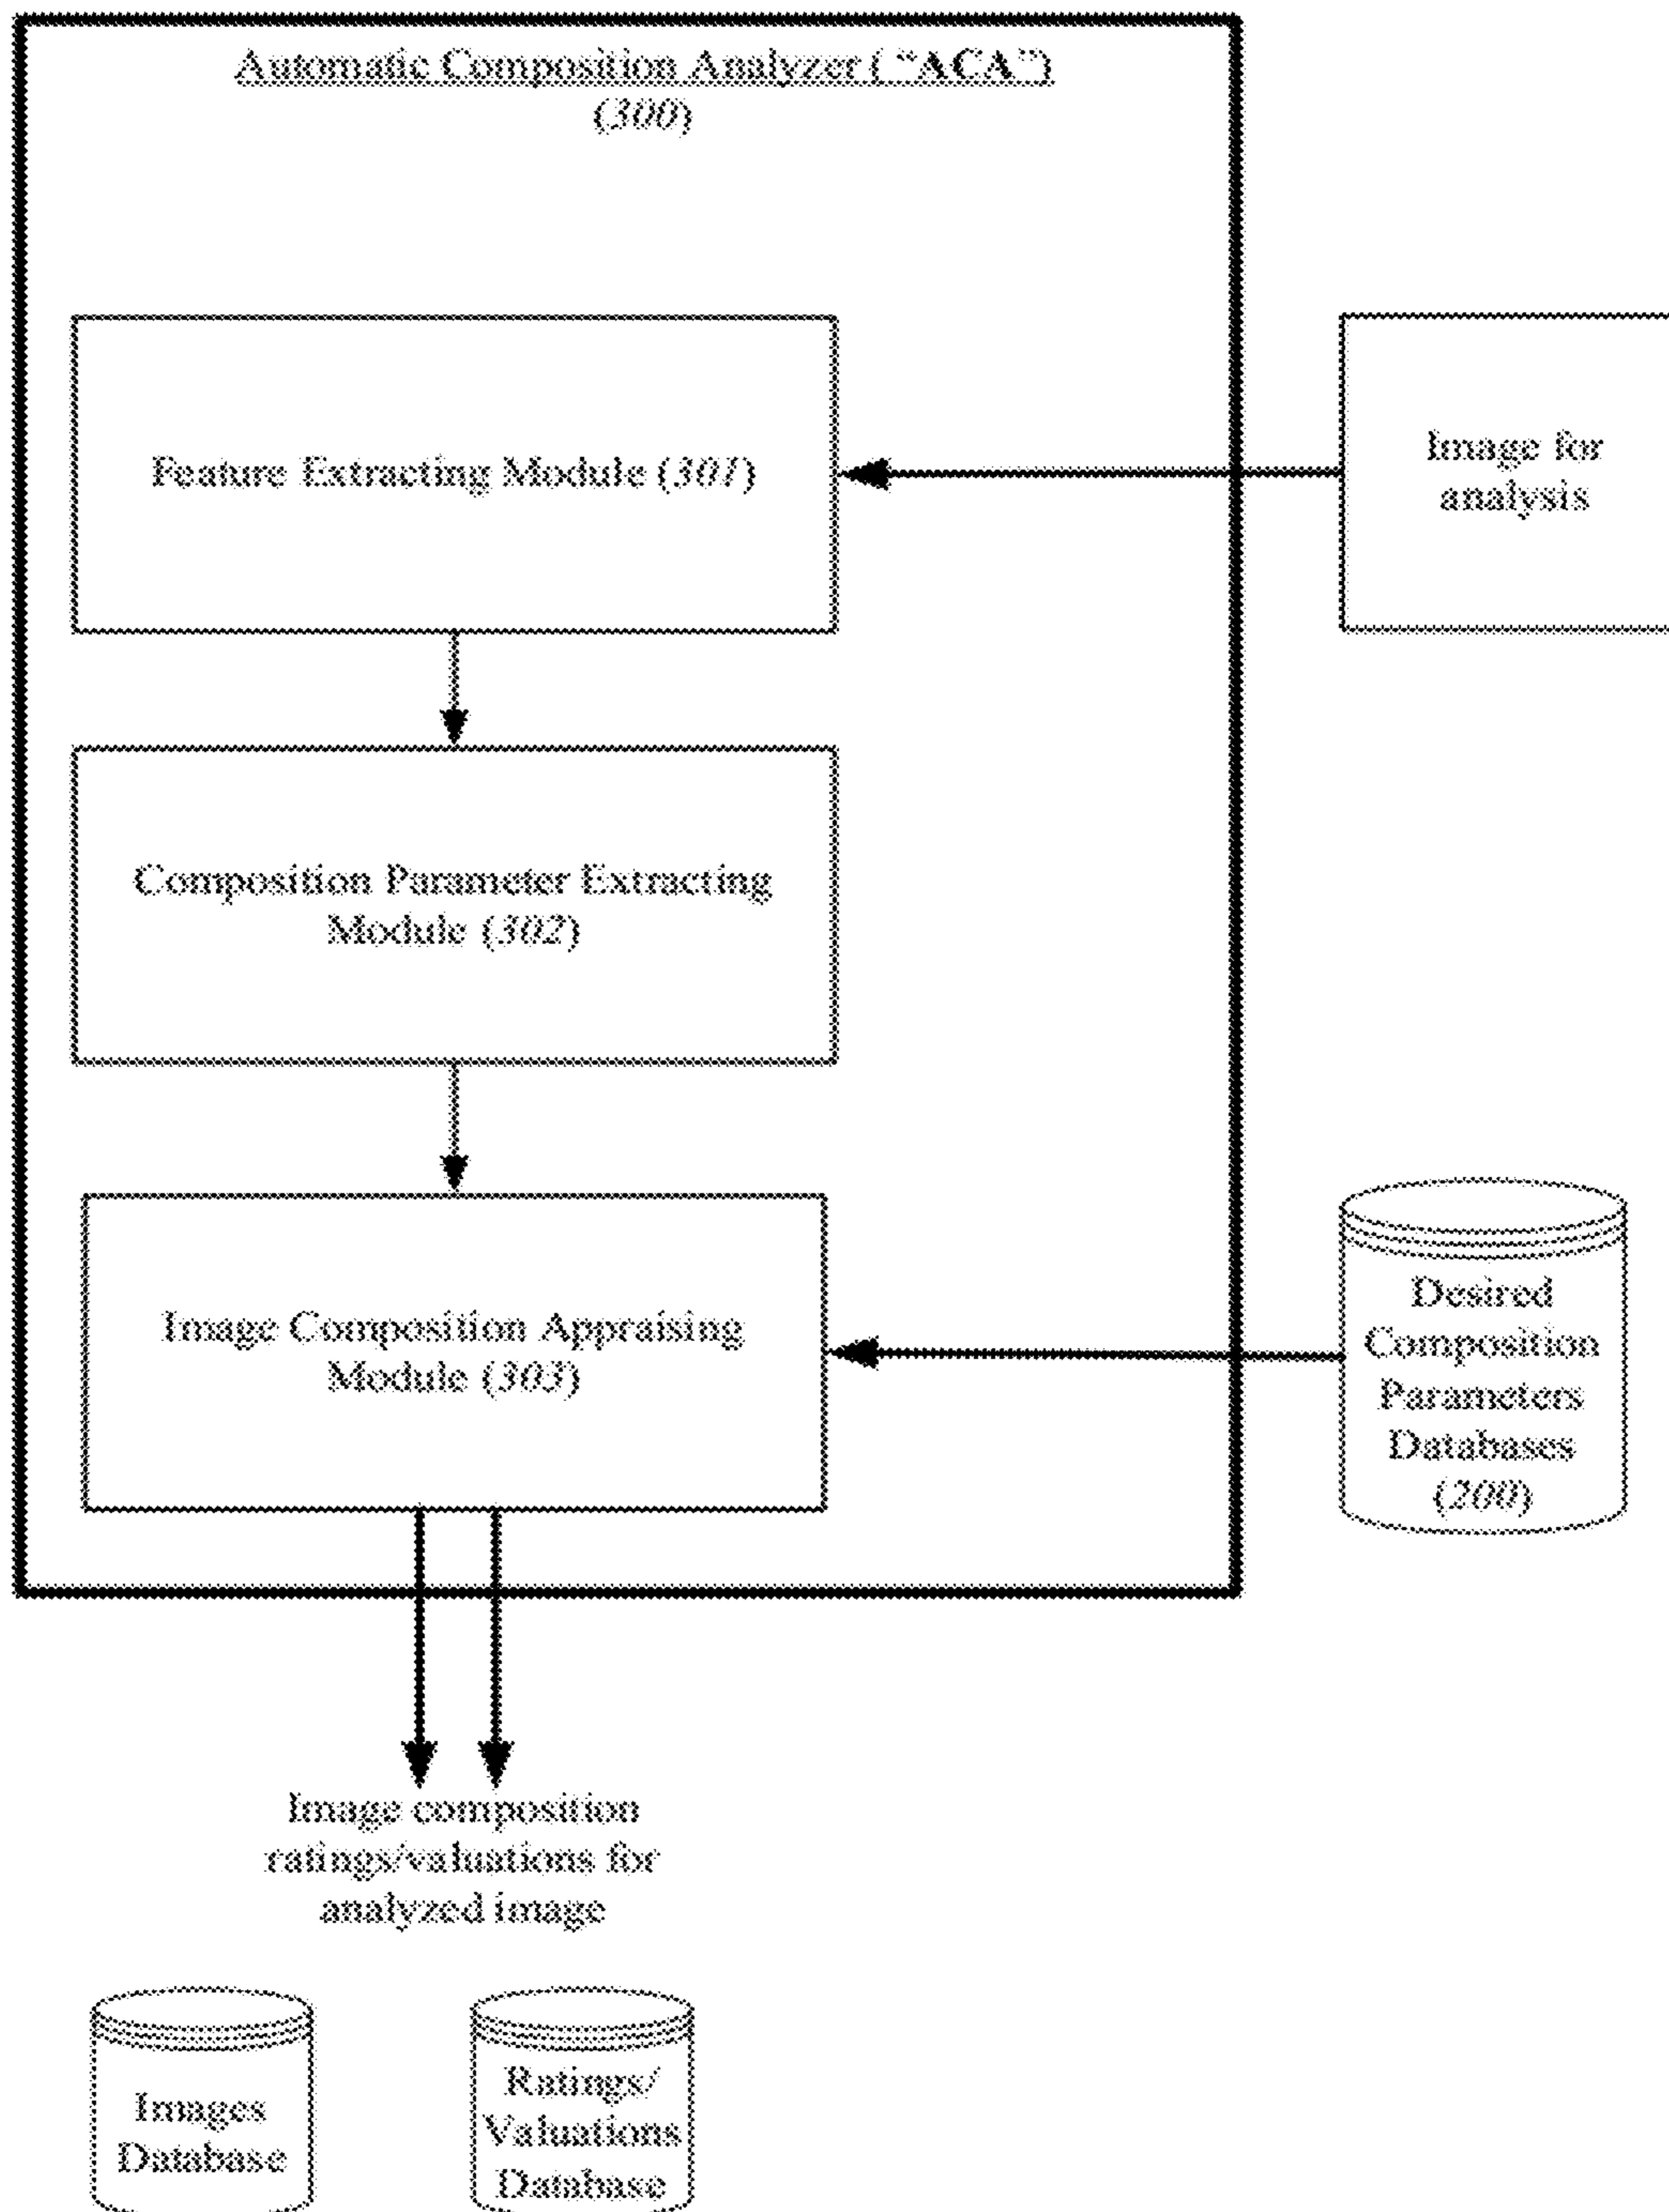 Automatic Composition Analyzer ( “ACA”)
(300)
Feature Extracting Module (301)
Image for
analysis
Composition Parameter Extracting
Module (302)
Image Composition Appraising
Module (303)
Desired
Composition
Parameters
Databases
(200)
Image composition
ratings/valuations for
analyzed image
Images
Database
Ratings/
Valuations
Database